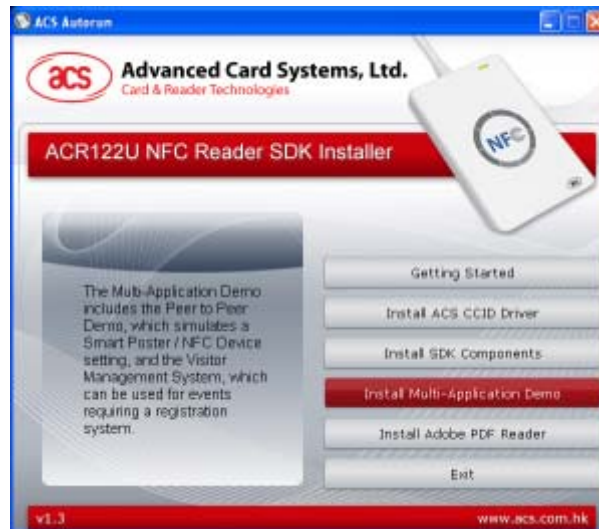 ACS Autorun
acs
Advanced Card Systems, Ltd.
Card & Reader Technologies
NFC
ACR122U NFC Reader SDK Installer
The Multi-Application Demo
includes the Peer to Peer
Demo, which simulates a
Smart Poster / NFC Device
setting, and the Visitor
Management System, which
can be used for events
requiring a registration
system.
Getting Started
Install ACS CCID Driver
Install SDK Components
Install Multi-Application Demo
Install Adobe PDF Reader
Exit
v1.3
www.acs.com.hk